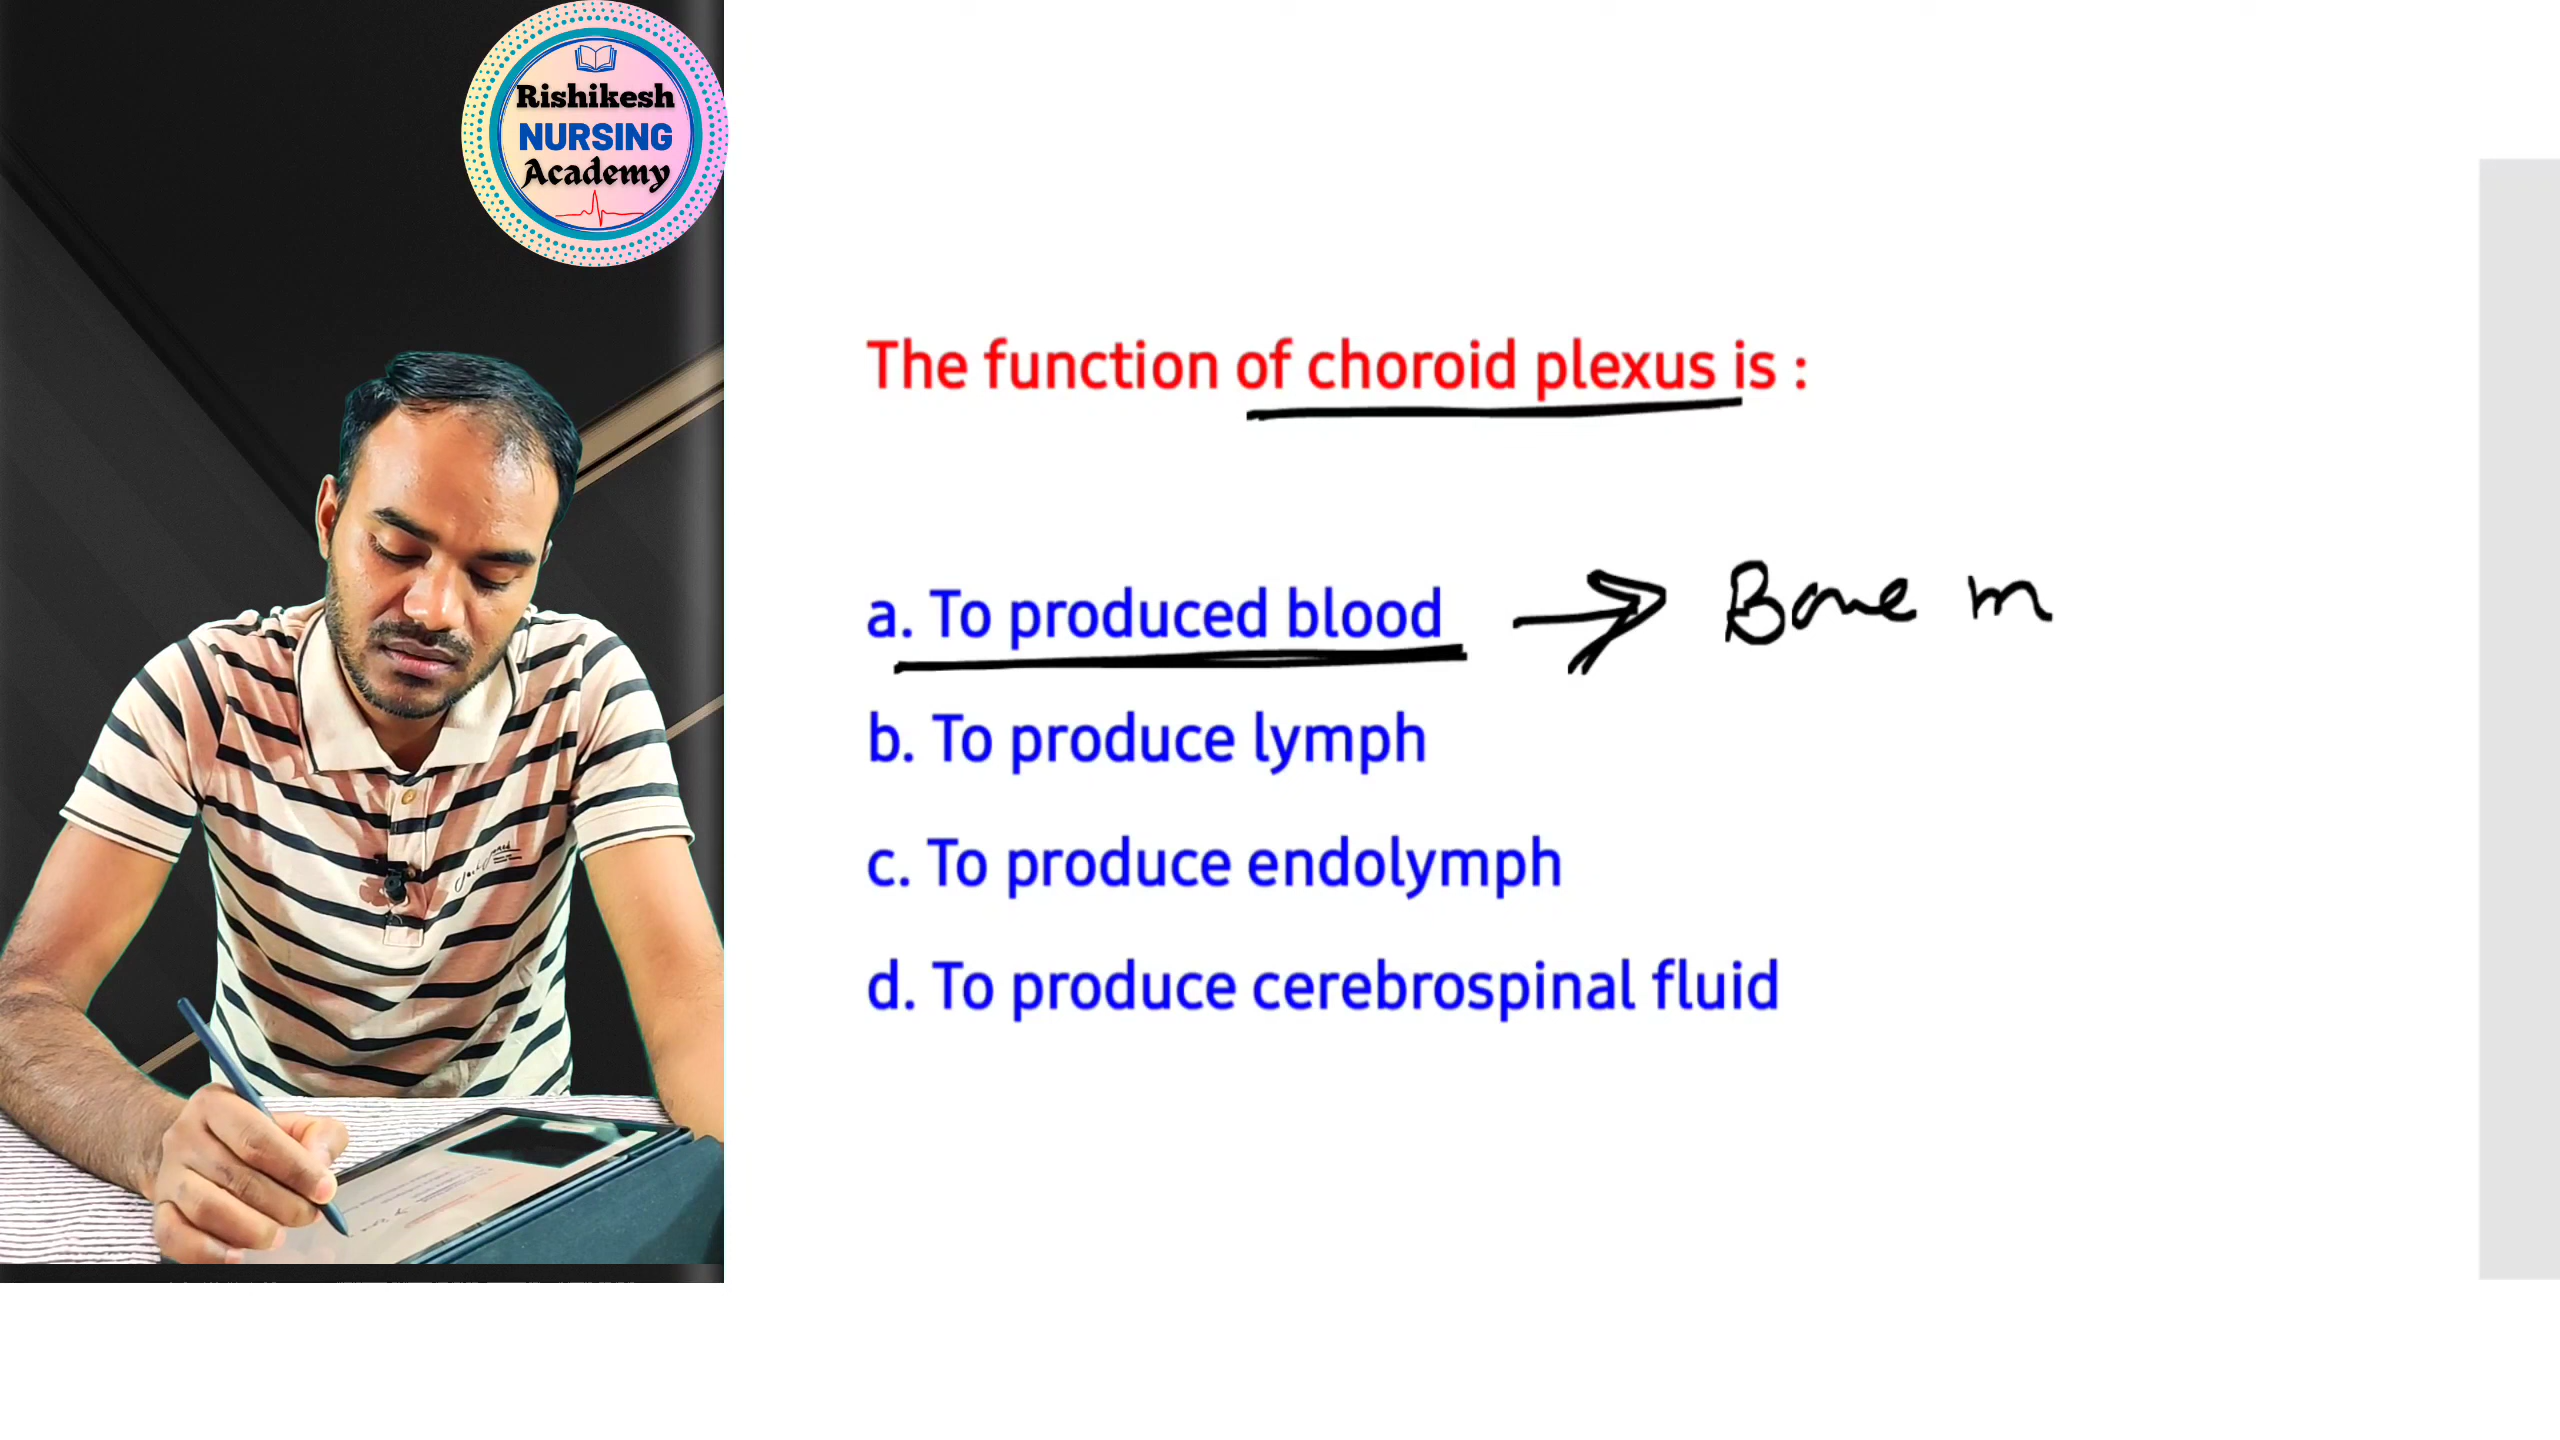 Rishikesh
NURSING
Academy
The function of choroid plexus is :
a. To produced blood → Bone m
b. To produce lymph
c. To produce endolymph
d. To produce cerebrospinal fluid